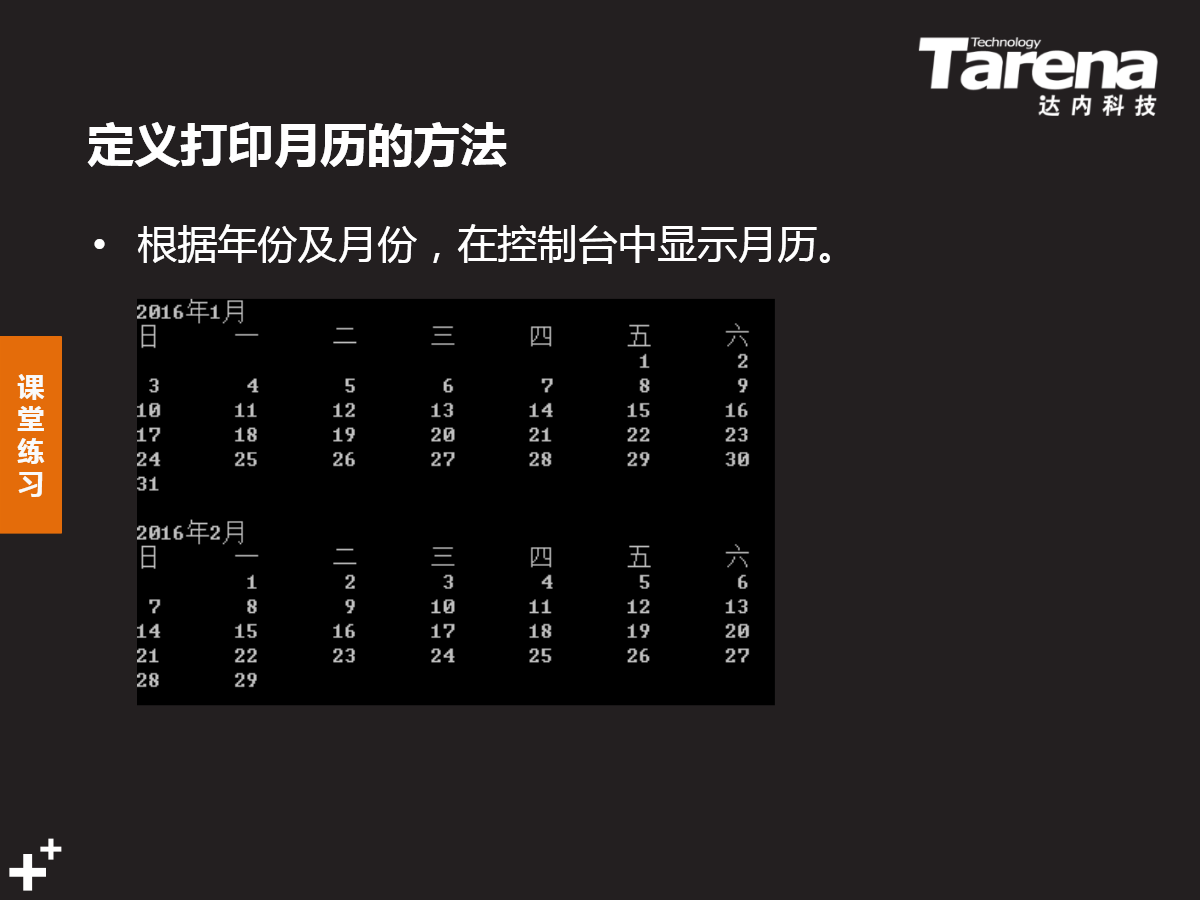 Technology
Tarena
达内科技
定义打印月历的方法
• 根据年份及月份，在控制台中显示月历。
课堂练习
2016年1月
日 一 二 三 四 五 六
1 2
3 4 5 6 7 8 9
10 11 12 13 14 15 16
17 18 19 20 21 22 23
24 25 26 27 28 29 30
31
2016年2月
日 一 二 三 四 五 六
1 2 3 4 5 6
7 8 9 10 11 12 13
14 15 16 17 18 19 20
21 22 23 24 25 26 27
28 29